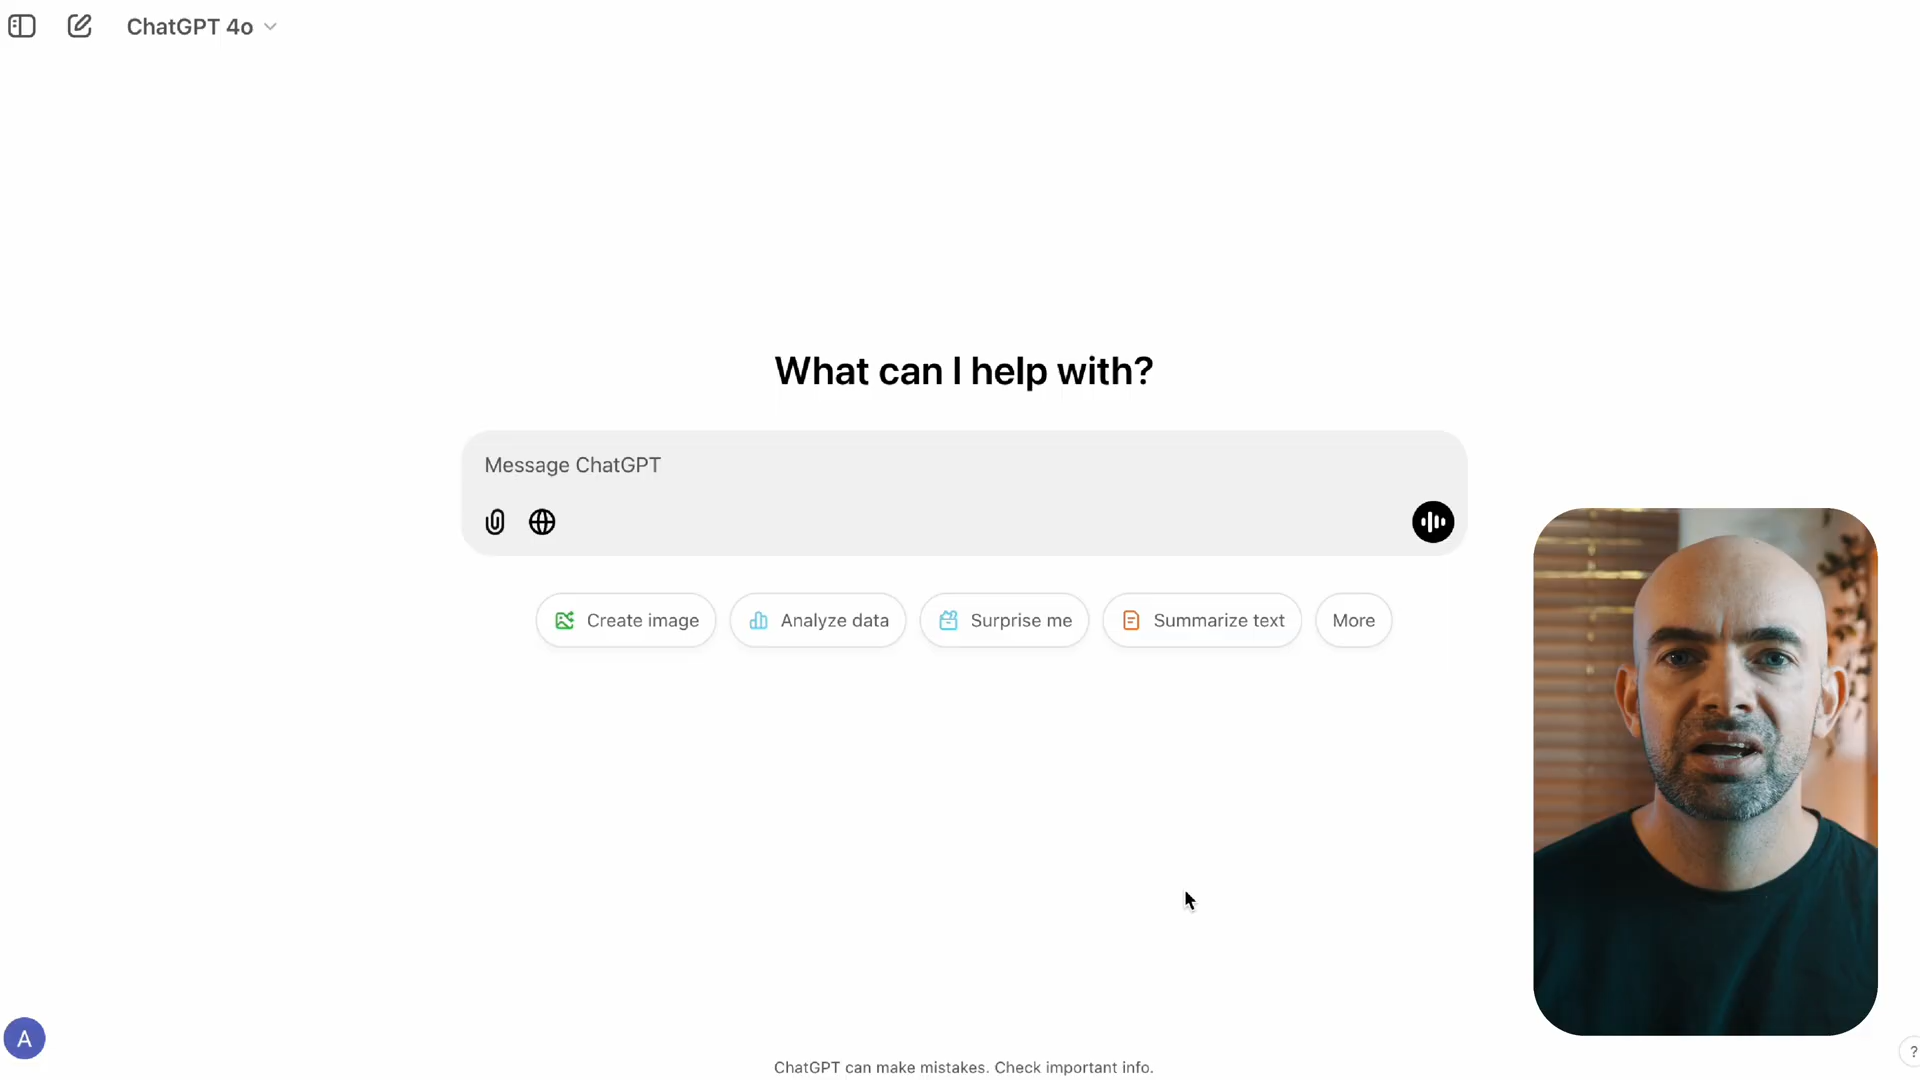 ChatGPT 4o
What can I help with?
Message ChatGPT
Create image
Analyze data
Surprise me
Summarize text
More
A
ChatGPT can make mistakes. Check important info.
?